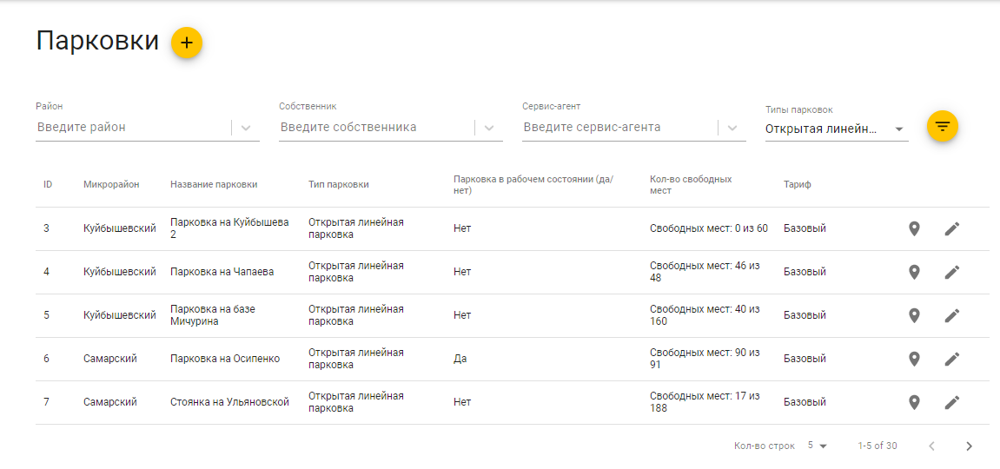 Парковки
Район
Собственник
Сервис-агент
Типы парковок
Введите район
Введите собственника
Введите сервис-агента
Открытая линейн...
ID
Микрорайон
Название парковки
Тип парковки
Парковка в рабочем состоянии (да/
нет)
Кол-во свободных
мест
Тариф
3
Куйбышевский
Парковка на Куйбышева
2
Открытая линейная
парковка
Нет
Свободных мест: 0 из 60
Базовый
4
Куйбышевский
Парковка на Чапаева
Открытая линейная
парковка
Нет
Свободных мест: 46 из
48
Базовый
5
Куйбышевский
Парковка на базе
Мичурина
Открытая линейная
парковка
Нет
Свободных мест: 40 из
160
Базовый
6
Самарский
Парковка на Осипенко
Открытая линейная
парковка
Да
Свободных мест: 90 из
91
Базовый
7
Самарский
Стоянка на Ульяновской
Открытая линейная
парковка
Нет
Свободных мест: 17 из
188
Базовый
Кол-во строк
5
1-5 of 30